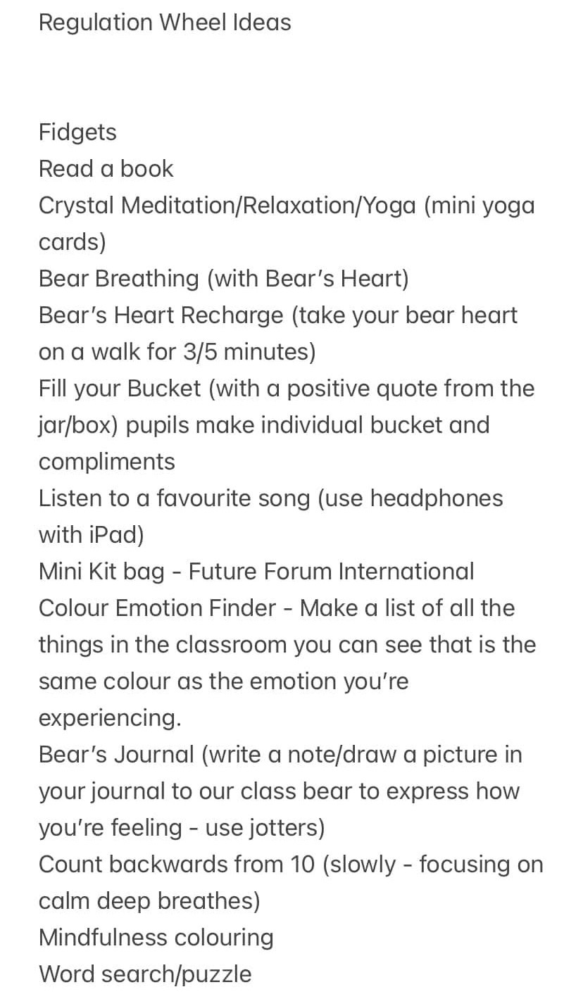 Regulation Wheel Ideas
Fidgets
Read a book
Crystal Meditation/Relaxation/Yoga (mini yoga
cards)
Bear Breathing (with Bear's Heart)
Bear's Heart Recharge (take your bear heart
on a walk for 3/5 minutes)
Fill your Bucket (with a positive quote from the
jar/box) pupils make individual bucket and
compliments
Listen to a favourite song (use headphones
with iPad)
Mini Kit bag - Future Forum International
Colour Emotion Finder - Make a list of all the
things in the classroom you can see that is the
same colour as the emotion you're
experiencing.
Bear's Journal (write a note/draw a picture in
your journal to our class bear to express how
you're feeling - use jotters)
Count backwards from 10 (slowly - focusing on
calm deep breathes)
Mindfulness colouring
Word search/puzzle